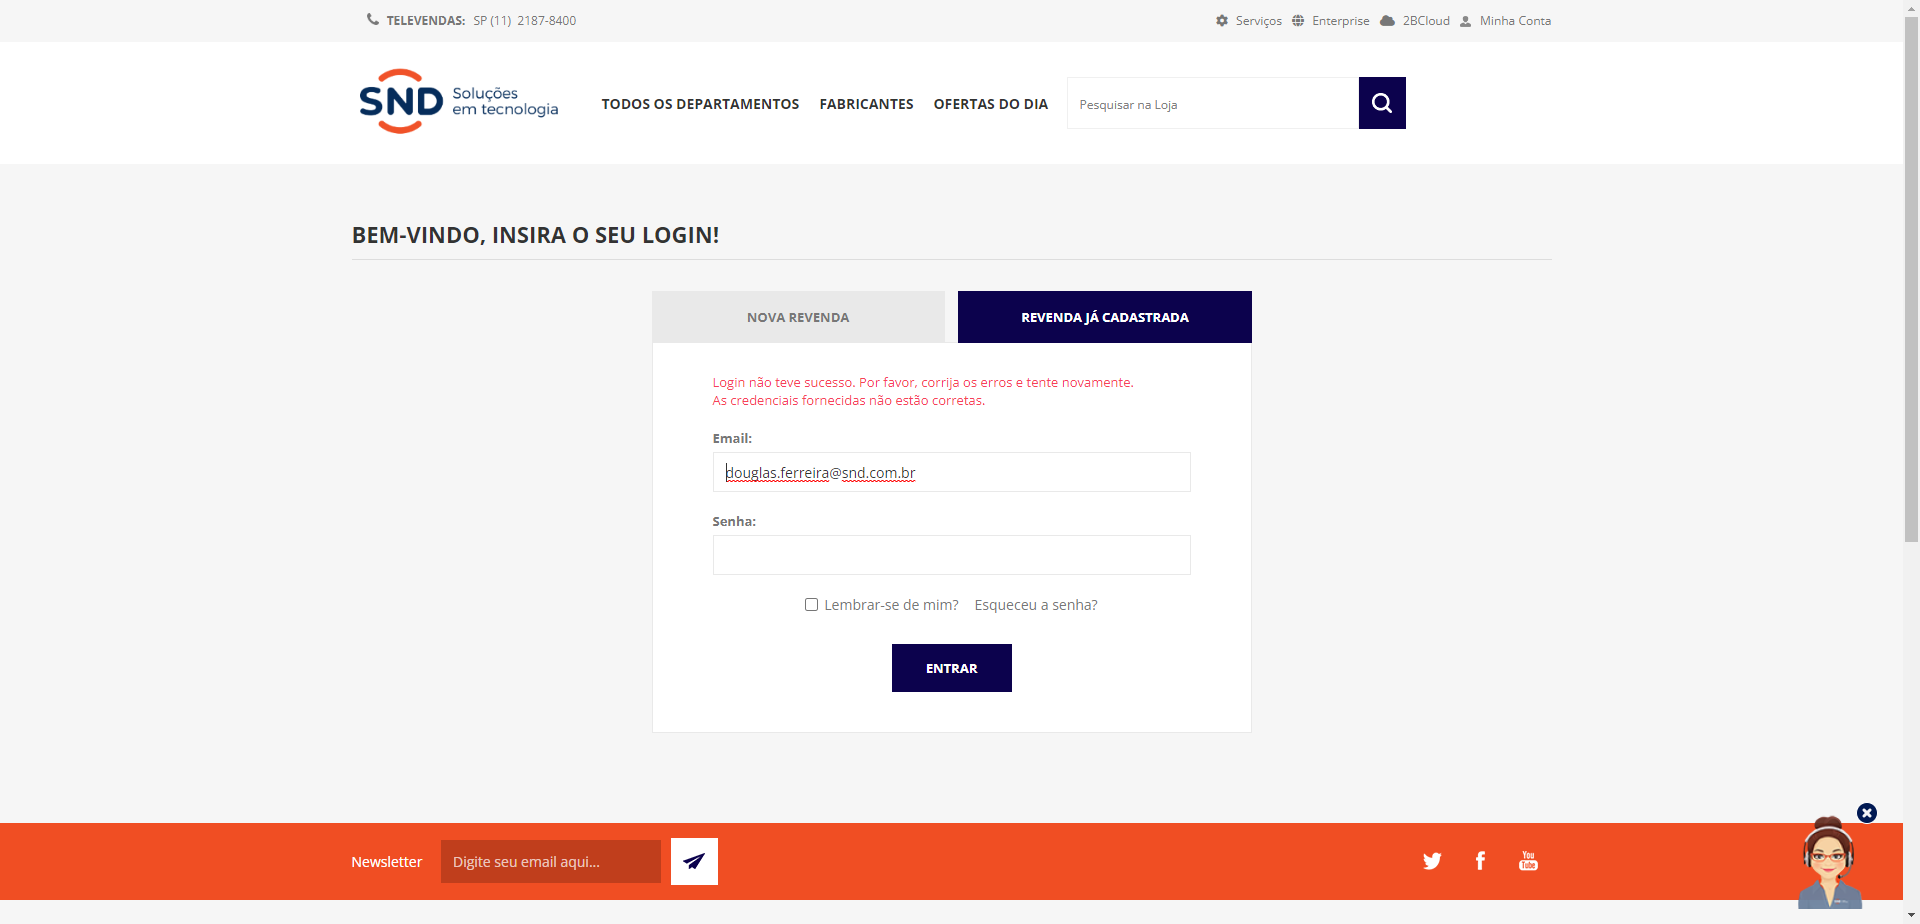 TELEVENDAS: SP (11) 2187-8400
Serviços Enterprise 2BCloud Minha Conta
SND Soluções
em tecnologia
TODOS OS DEPARTAMENTOS FABRICANTES OFERTAS DO DIA Pesquisar na Loja
BEM-VINDO, INSIRA O SEU LOGIN!
NOVA REVENDA REVENDA JÁ CADASTRADA
Login não teve sucesso. Por favor, corrija os erros e tente novamente.
As credenciais fornecidas não estão corretas.
Email:
douglas.ferreira@snd.com.br
Senha:
Lembrar-se de mim? Esqueceu a senha?
ENTRAR
Newsletter Digite seu email aqui...
You
Tube